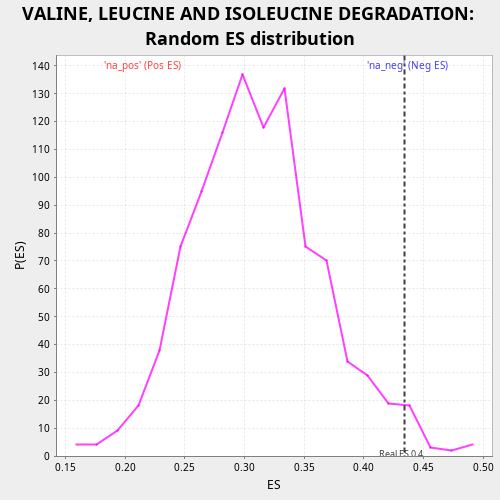 VALINE, LEUCINE AND ISOLEUCINE DEGRADATION:
Random ES distribution
'na_pos' (Pos ES)
'na_neg' (Neg ES)
140
130
120
110
100
90
80
70
60
50
40
30
20
10
0
P(ES)
Real ES 0.4
0.15 0.20 0.25 0.30 0.35 0.40 0.45 0.50
ES